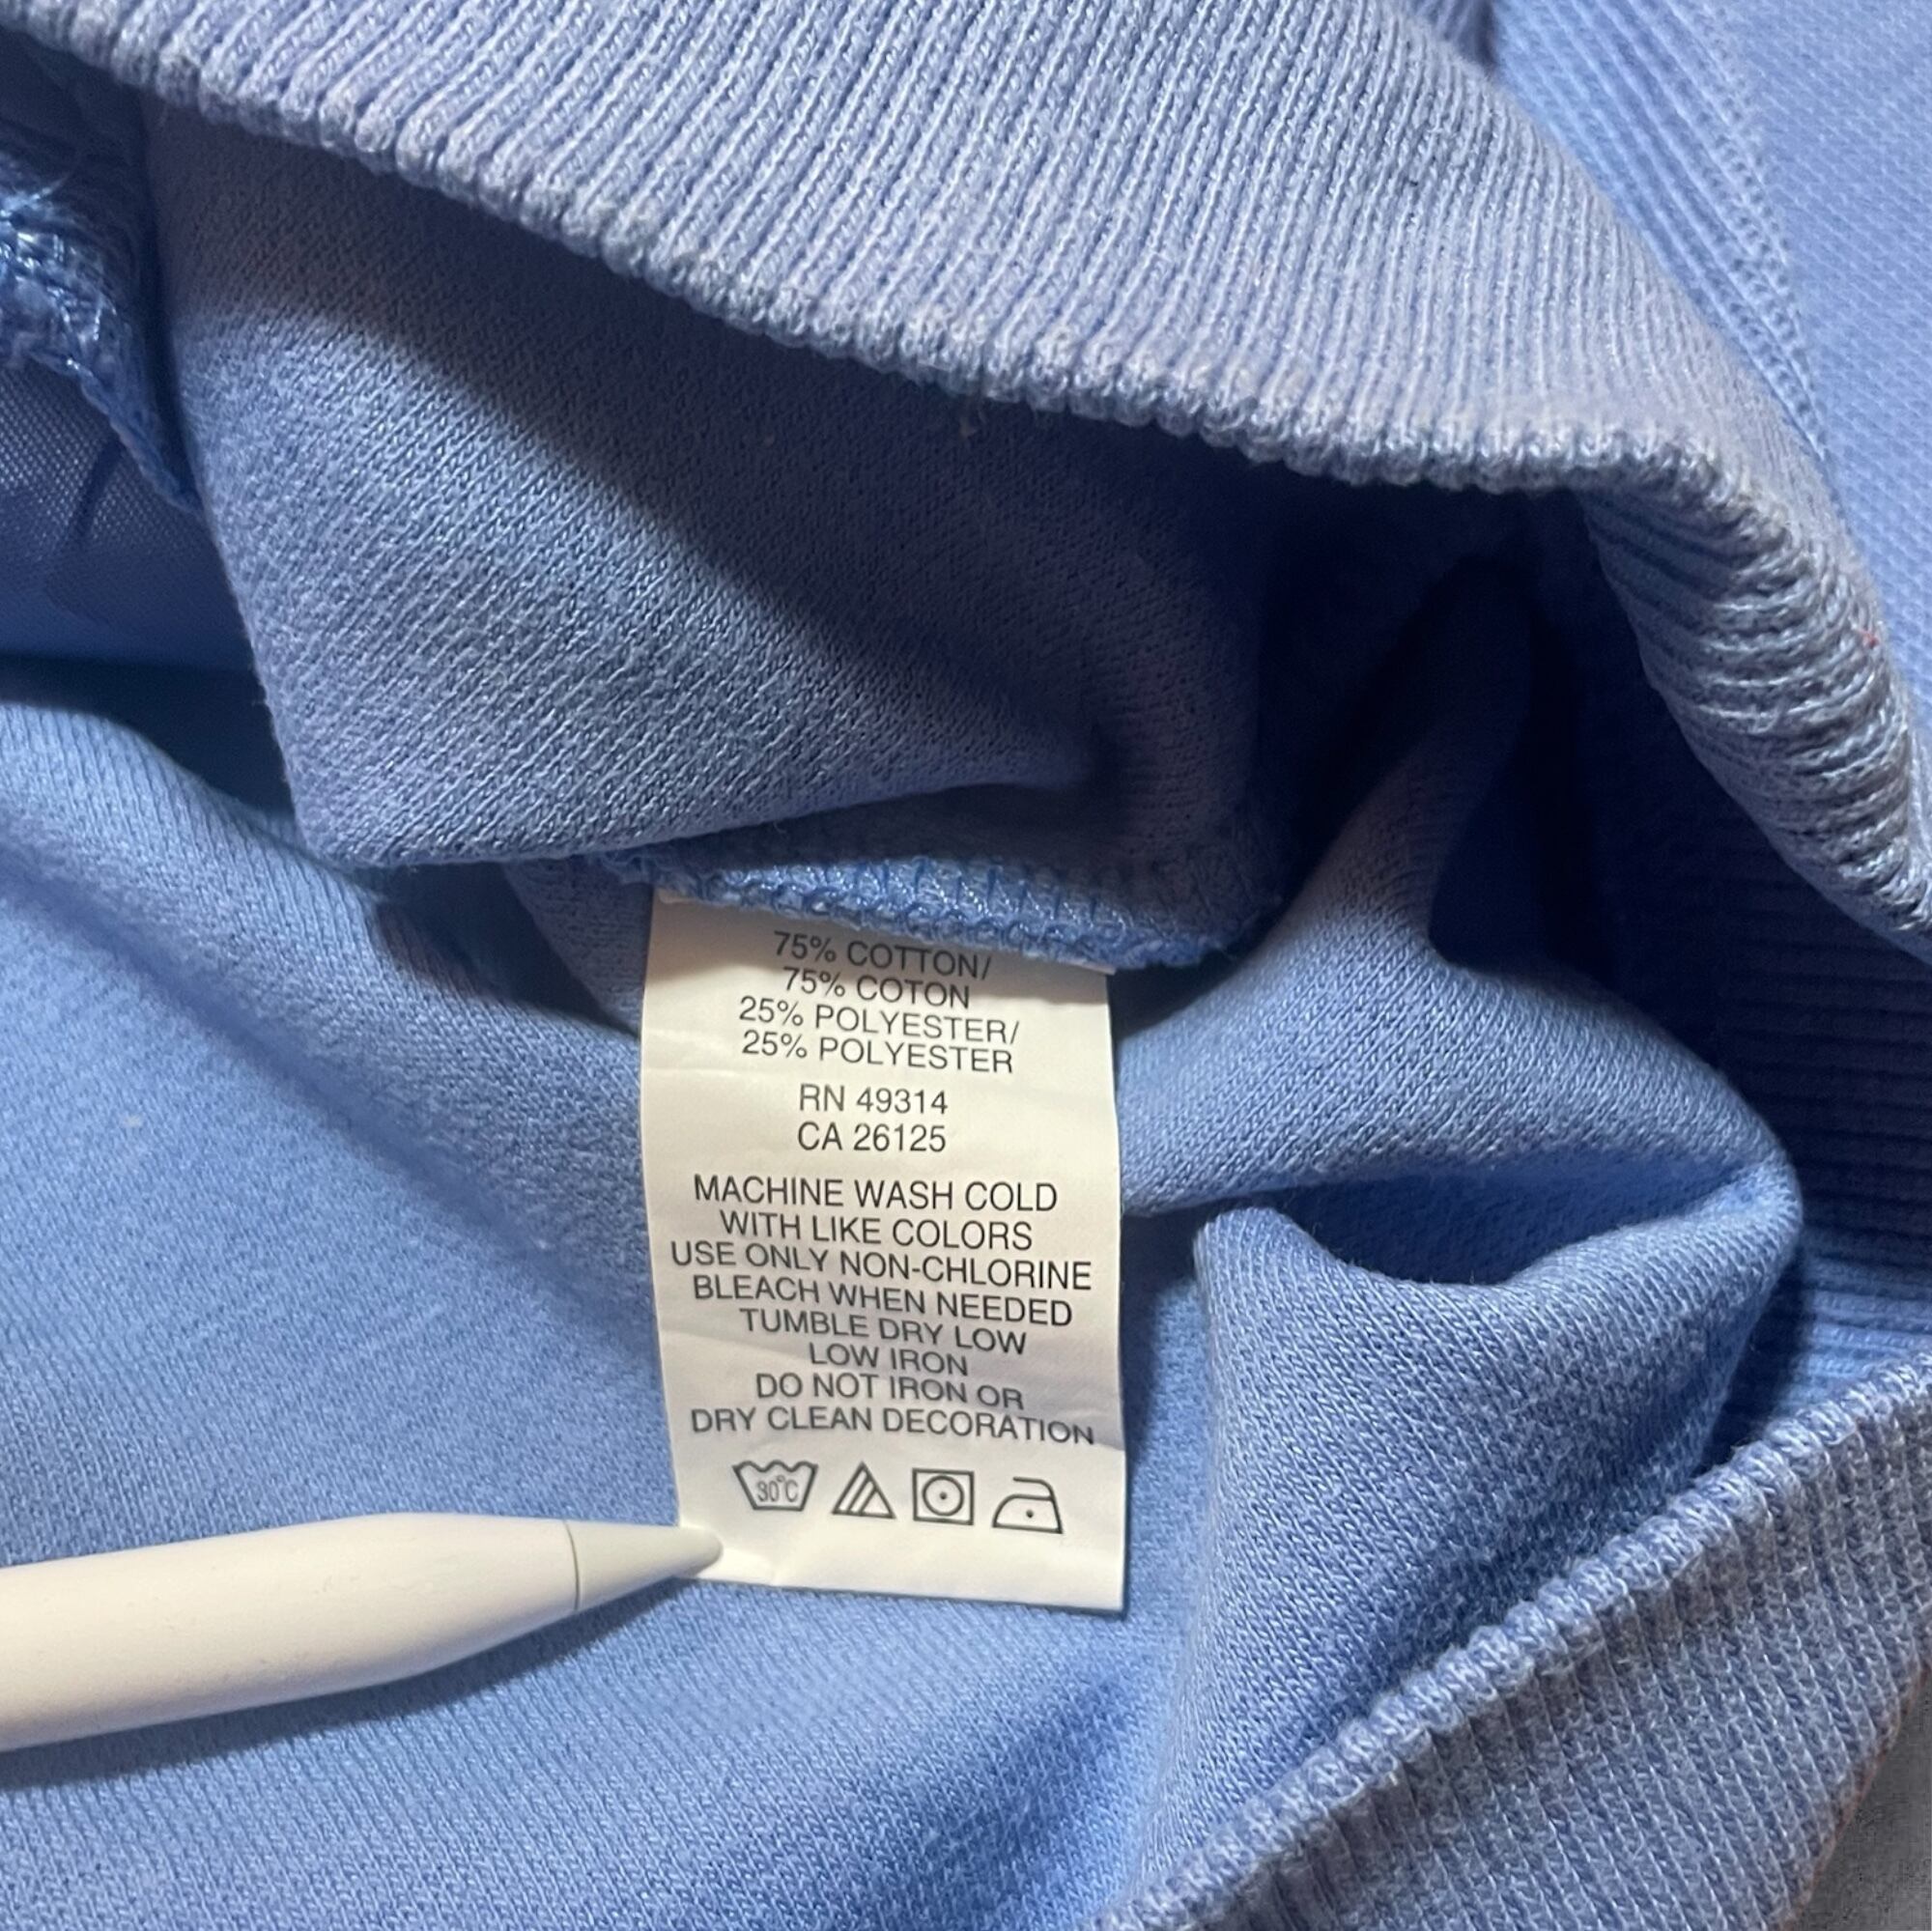 75% COTTON/
75% COTON
25% POLYESTER/
25% POLYESTER
RN 49314
CA 26125
MACHINE WASH COLD
WITH LIKE COLORS
USE ONLY NON-CHLORINE
BLEACH WHEN NEEDED
TUMBLE DRY LOW
LOW IRON
DO NOT IRON OR
DRY CLEAN DECORATION
30°C